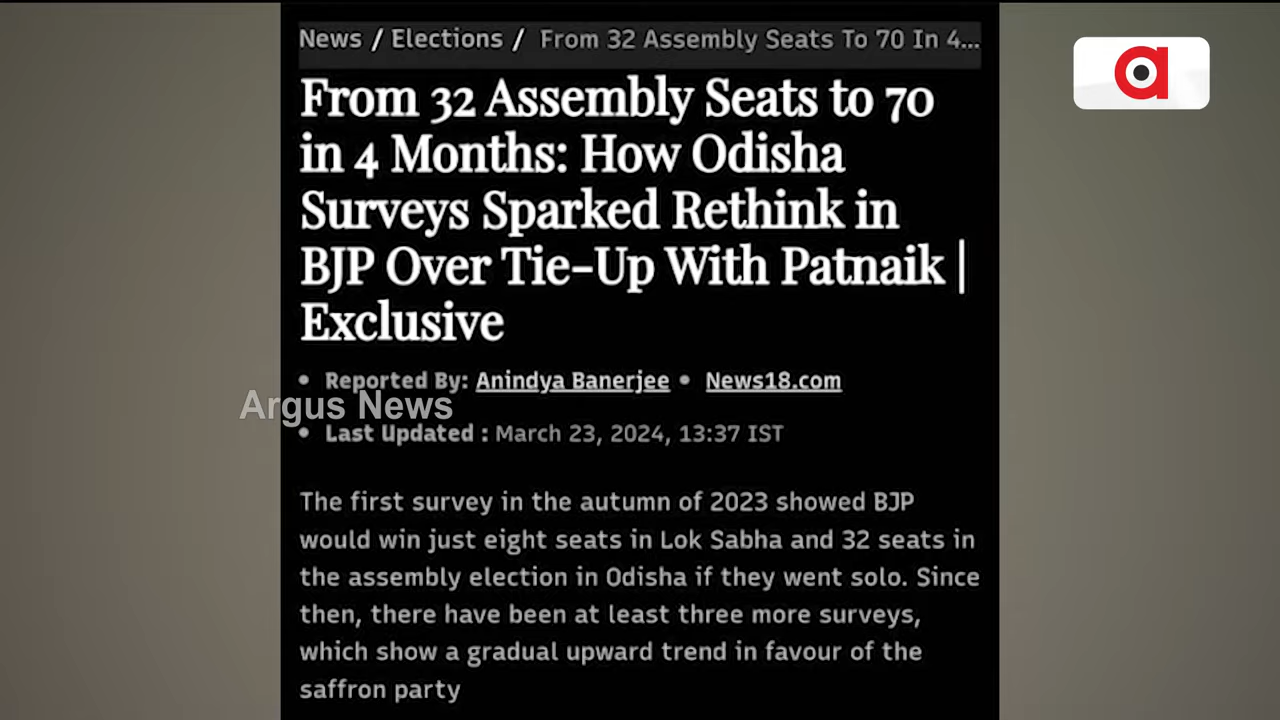 News / Elections / From 32 Assembly Seats To 70 In 4...
From 32 Assembly Seats to 70
in 4 Months: How Odisha
Surveys Sparked Rethink in
BJP Over Tie-Up With Patnaik |
Exclusive
• Reported By: Anindya Banerjee • News18.com
Argus News
• Last Updated : March 23, 2024, 13:37 IST
The first survey in the autumn of 2023 showed BJP
would win just eight seats in Lok Sabha and 32 seats in
the assembly election in Odisha if they went solo. Since
then, there have been at least three more surveys,
which show a gradual upward trend in favour of the
saffron party
a